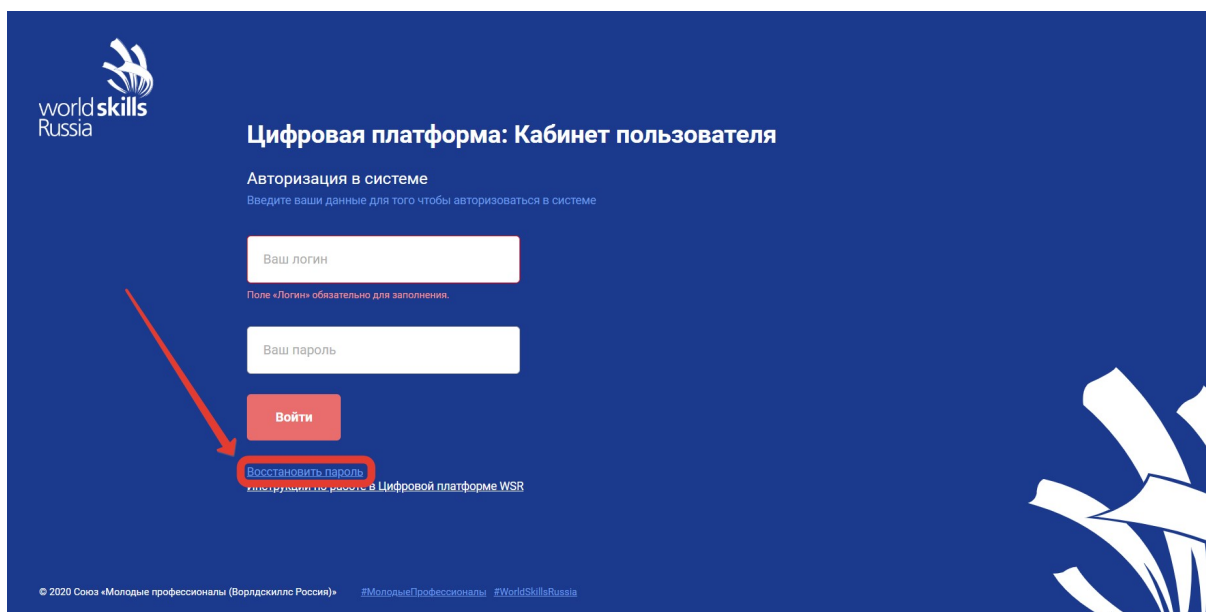 world skills
Russia
Цифровая платформа: Кабинет пользователя
Авторизация в системе
Введите ваши данные для того чтобы авторизоваться в системе
Ваш логин
Поле «Логин» обязательно для заполнения.
Ваш пароль
Войти
Восстановить пароль
Инструкции по работе в Цифровой платформе WSR
© 2020 Союз «Молодые профессионалы (Ворлдскиллс Россия)» #МолодыеПрофессионалы #WorldSkillsRussia